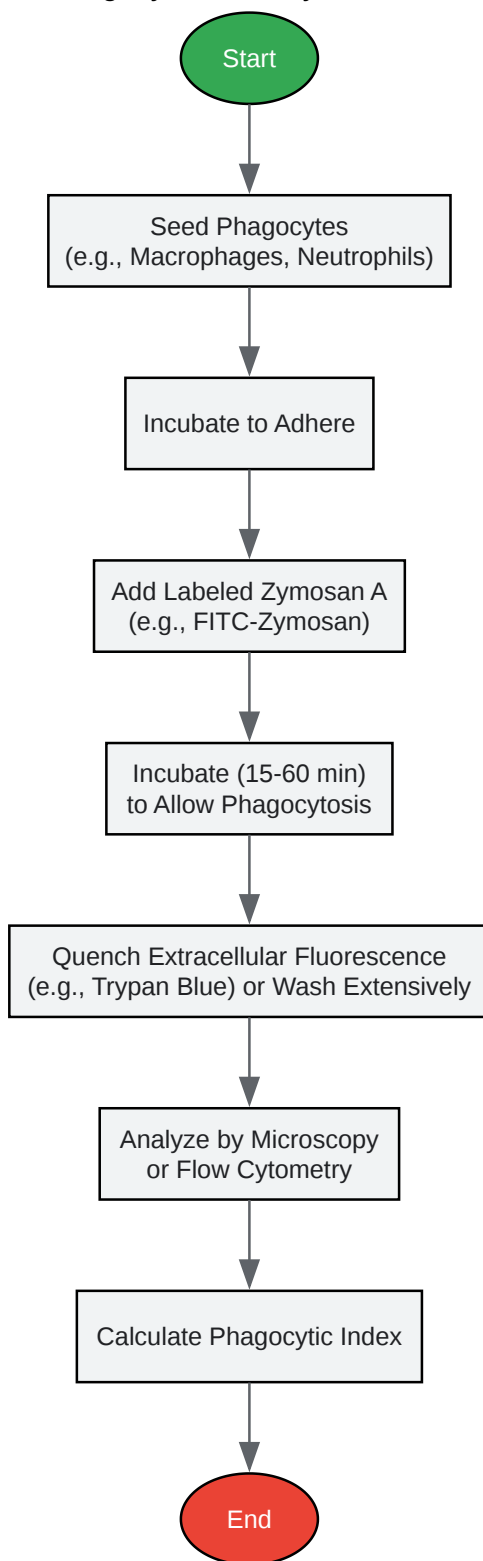 Start
Seed Phagocytes
(e.g., Macrophages, Neutrophils)
Incubate to Adhere
Add Labeled Zymosan A
(e.g., FITC-Zymosan)
Incubate (15-60 min)
to Allow Phagocytosis
Quench Extracellular Fluorescence
(e.g., Trypan Blue) or Wash Extensively
Analyze by Microscopy
or Flow Cytometry
Calculate Phagocytic Index
End